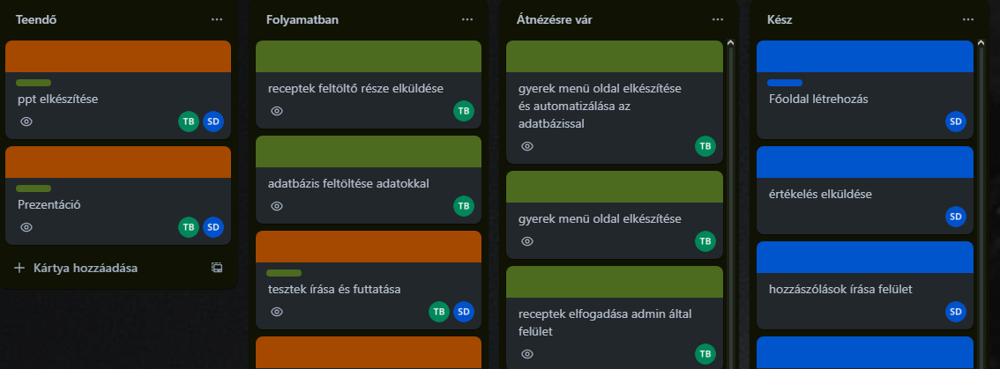 Teendő
ppt elkészítése
TB SD
Prezentáció
TB SD
Kártya hozzáadása
Folyamatban
receptek feltöltő része elküldése
TB
adatbázis feltöltése adatokkal
TB
tesztek írása és futtatása
TB SD
Átnézésre vár
gyerek menü oldal elkészítése
és automatizálása az
adatbázissal
TB
gyerek menü oldal elkészítése
TB
receptek elfogadása admin által
felület
TB
Kész
Főoldal létrehozás
SD
értékelés elküldése
SD
hozzászólások írása felület
SD